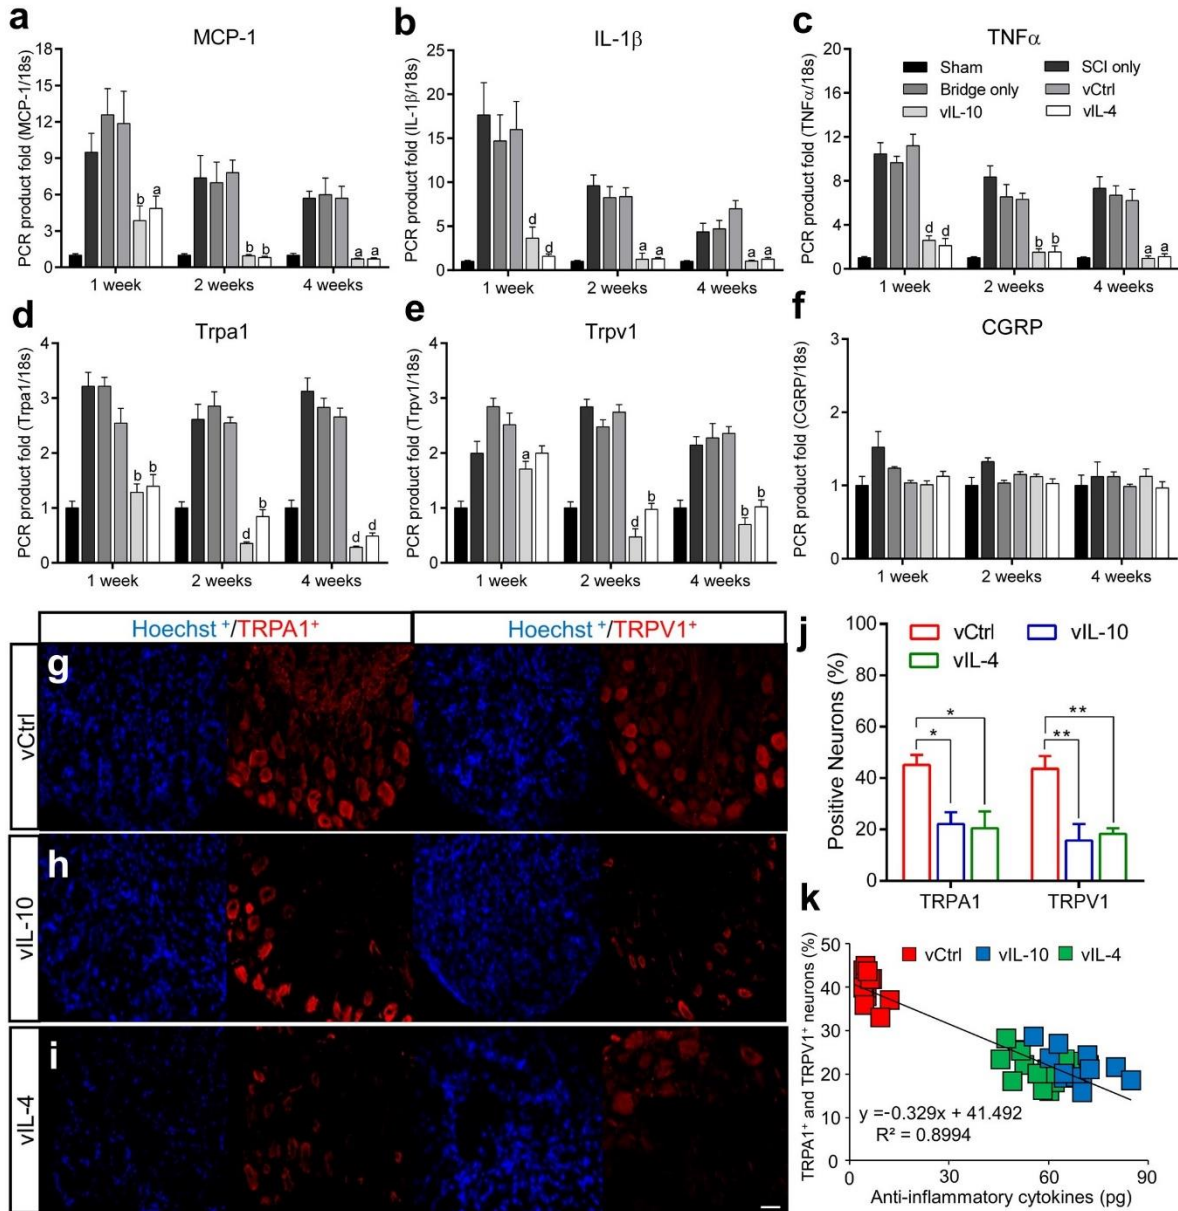 a
MCP-1
PCR product fold (MCP-1/18s)
18
15
12
9
6
3
0
b
a
b
b
a
a
1 week
2 weeks
4 weeks
b
IL-1β
PCR product fold (IL-1β/18s)
25
20
15
10
5
0
d
d
a
a
1 week
2 weeks
4 weeks
c
TNFα
PCR product fold (TNFα/18s)
20
16
12
8
4
0
Sham
SCI only
Bridge only
vCtrl
vIL-10
vIL-4
d
d
b
b
a
a
1 week
2 weeks
4 weeks
d
Trpa1
PCR product fold (Trpa1/18s)
4
3
2
1
0
b
b
d
b
d
d
1 week
2 weeks
4 weeks
e
Trpv1
PCR product fold (Trpv1/18s)
4
3
2
1
0
a
d
b
b
b
1 week
2 weeks
4 weeks
f
CGRP
PCR product fold (CGRP/18s)
3
2
1
0
1 week
2 weeks
4 weeks
Hoechst +/TRPA1+
Hoechst +/TRPV1+
vCtrl
g
vIL-10
h
vIL-4
i
j
Positive Neurons (%)
100
80
60
40
20
0
vCtrl
vIL-10
vIL-4
*
*
**
**
TRPA1
TRPV1
k
TRPA1+ and TRPV1+ neurons (%)
50
40
30
20
10
0
vCtrl
vIL-10
vIL-4
y =-0.329x + 41.492
R² = 0.8994
0
30
60
90
Anti-inflammatory cytokines (pg)